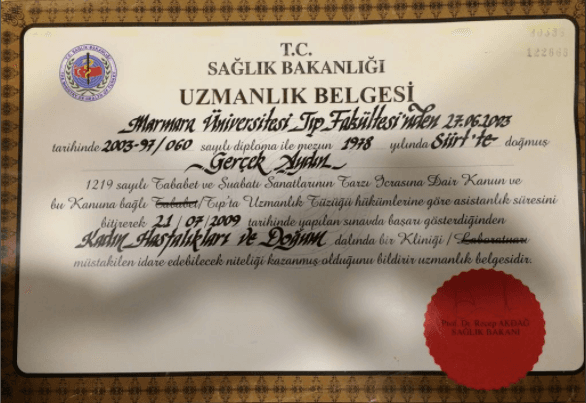 122663
T.C.
SAĞLIK BAKANLIĞI
UZMANLIK BELGESİ
Marmara Üniversitesi Tıp Fakültesi'nden 27.06.2003
tarihinde 2003-97/060 sayılı diploma ile mezun 1978 yılında Siirt'te doğmuş
Gerçek Aydın
1219 sayılı Tababet ve Şuabatı San'atlarının Tarzı İcrasına Dair Kanun ve
bu Kanuna bağlı Tababet/Tıp'ta Uzmanlık Tüzüğü hükümlerine göre asistanlık süresini
bitirerek 21 / 07 / 2009 tarihinde yapılan sınavda başarı gösterdiğinden
Kadın Hastalıkları ve Doğum dalında bir Kliniği / Laboratuarı
müstakilen idare edebilecek niteliği kazanmış olduğunu bildirir uzmanlık belgesidir.
Prof. Dr. Recep AKDAĞ
SAĞLIK BAKANI